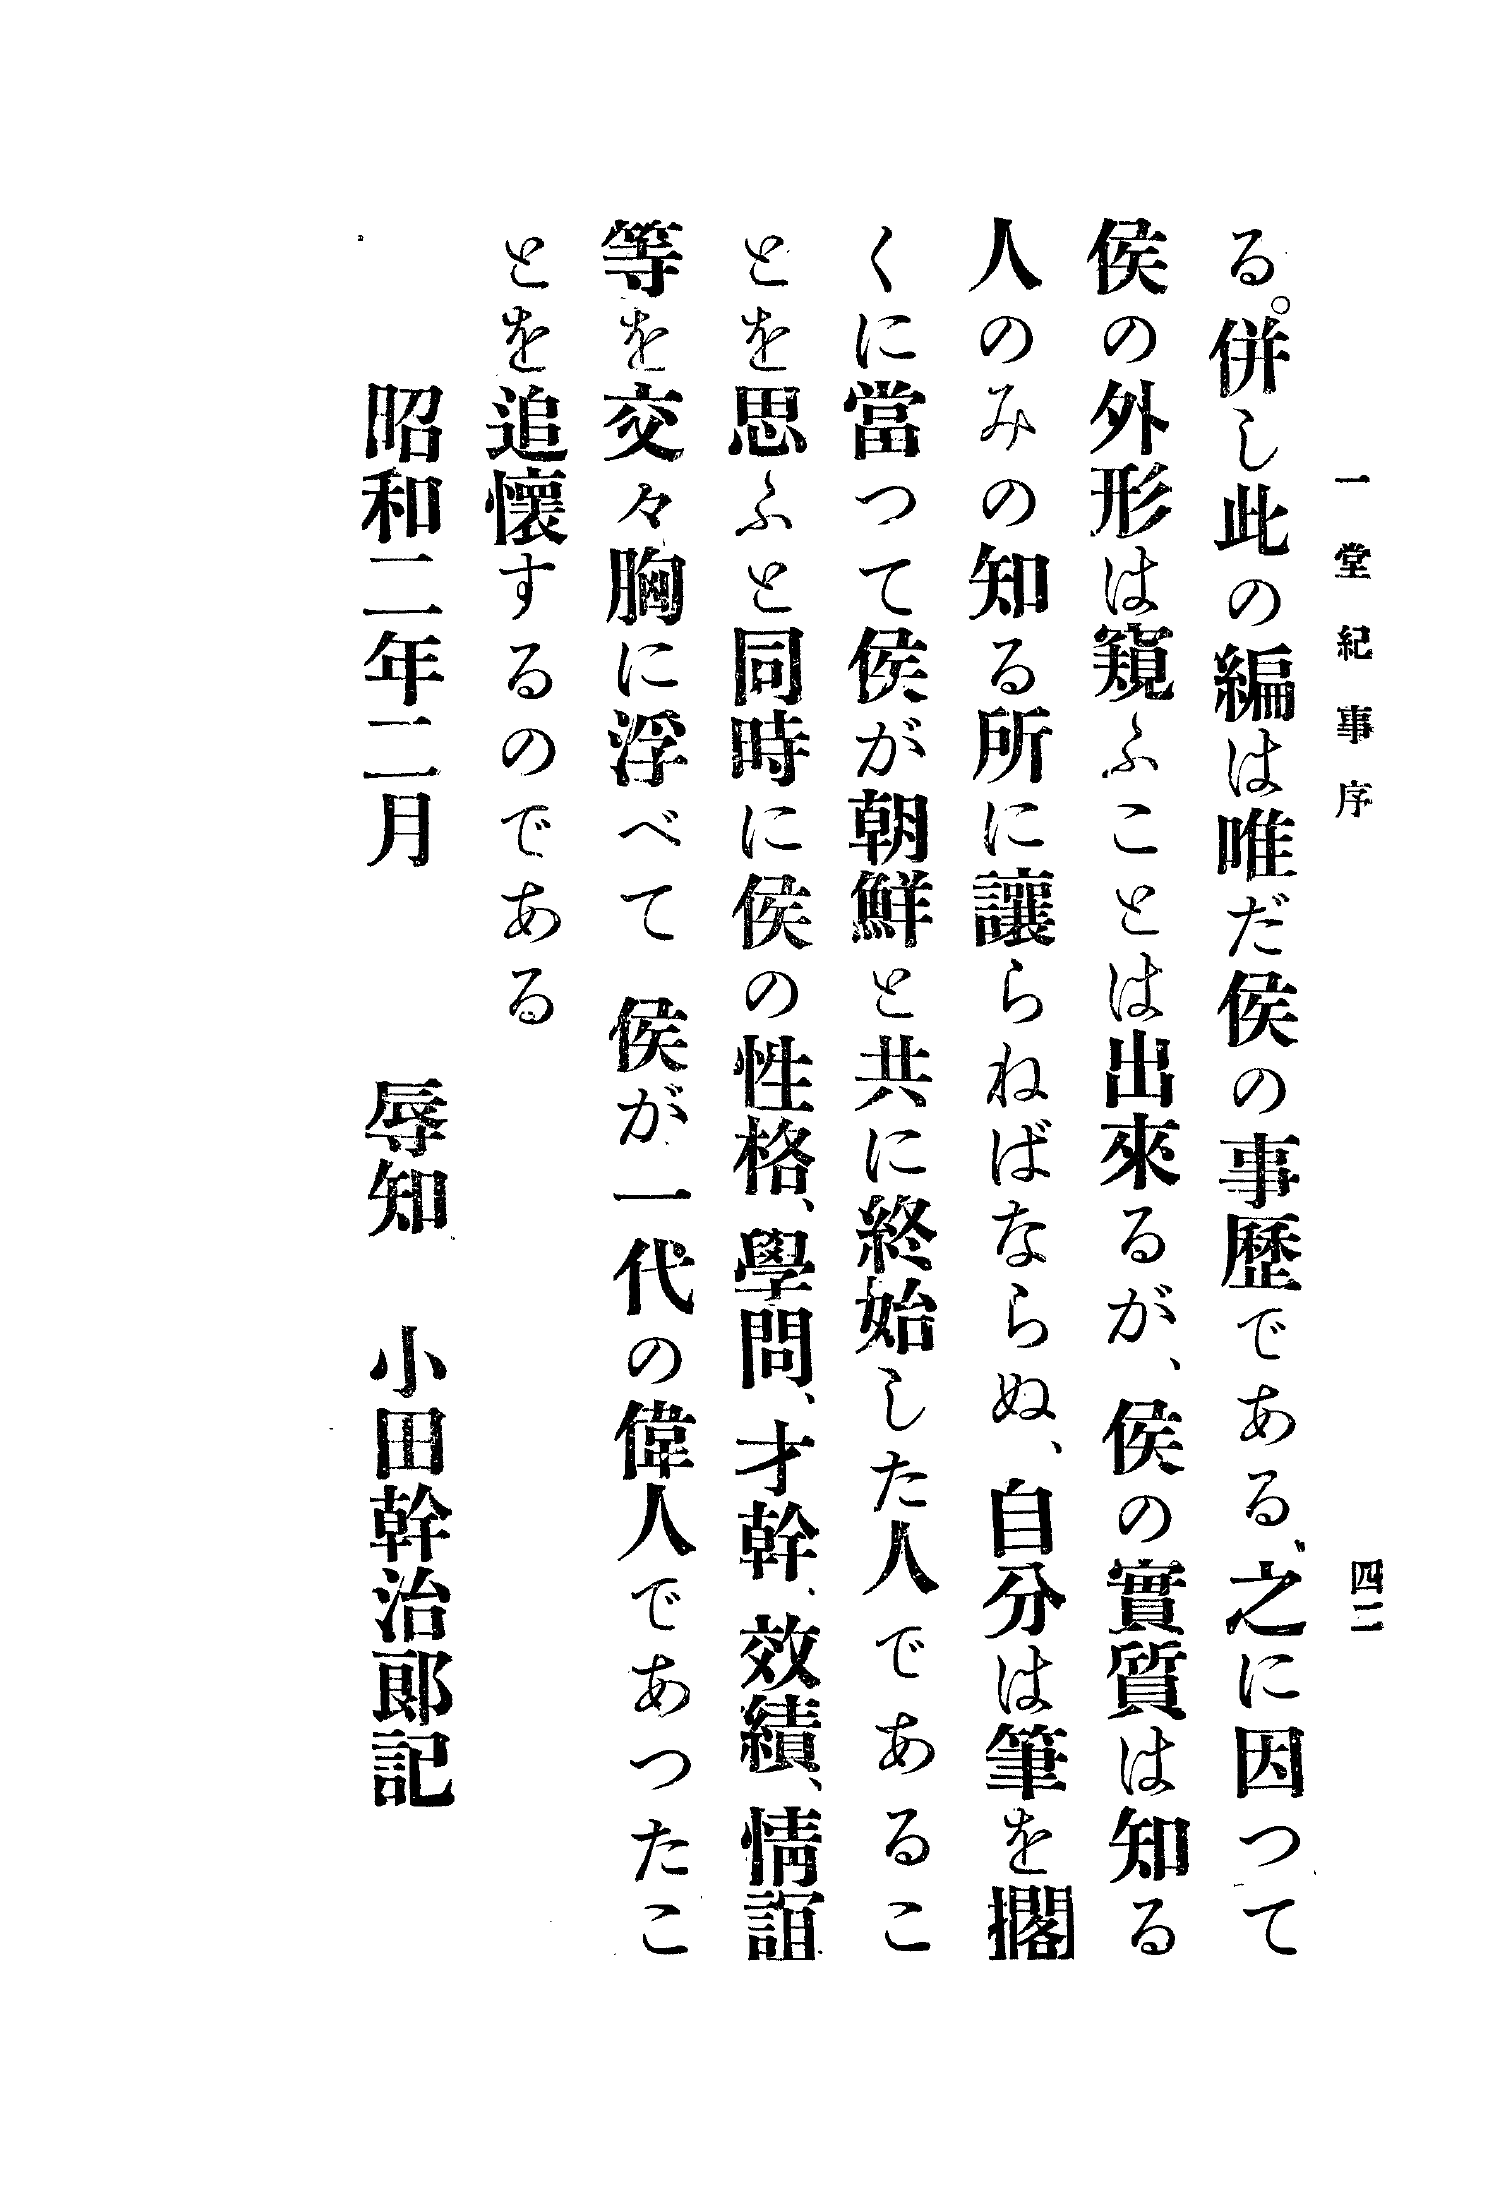 一堂紀事序　四二
る。併し此の編は唯だ侯の事歷である、之に因つて
侯の外形は窺ふことは出來るが、侯の實質は知る
人のみの知る所に讓らねばならぬ、自分は筆を擱
くに當つて侯が朝鮮と共に終始した人であるこ
とを思ふと同時に侯の性格、學問、才幹、效績、情誼
等を交々胸に浮べて　侯が一代の偉人であつたこ
とを追懷するのである
昭和二年二月　辱知　小田幹治郞記